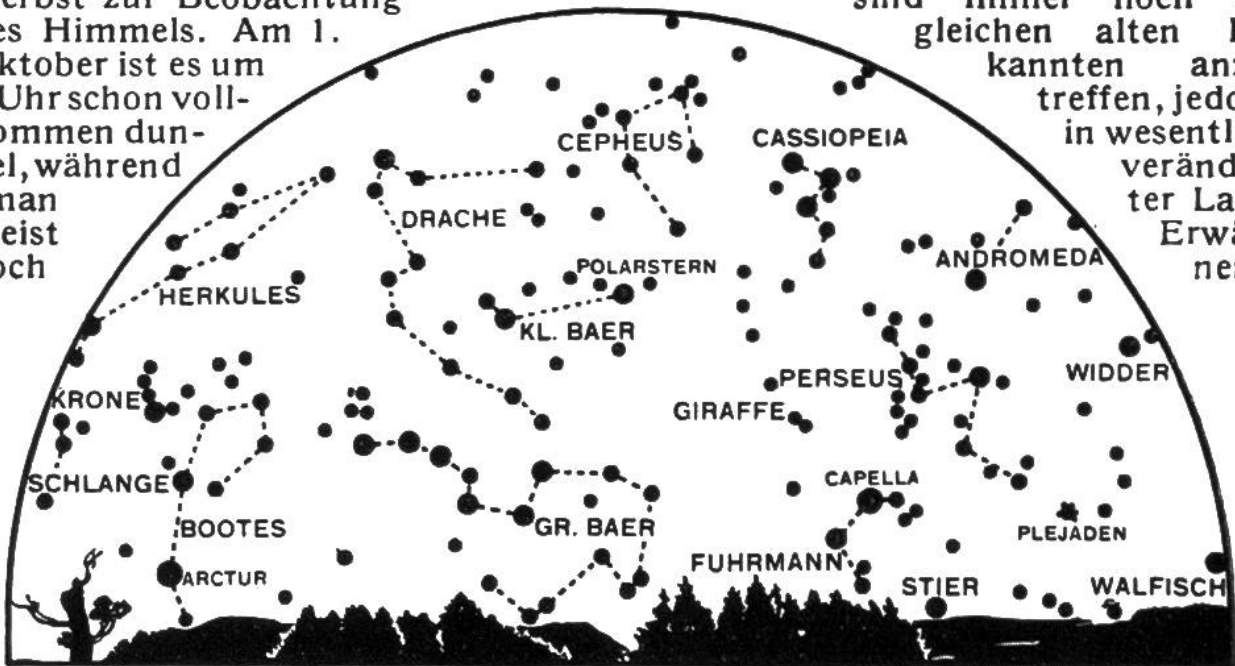 erbst zur Beobachtung
es Himmels. Am 1.
ktober ist es um
Uhr schon voll-
ommen dun-
el, während
man
eist
och
sind immer noch
gleichen alten
kannten anz
treffen, jedo
in wesentl
veränd
ter La
Erwä
ne
CEPHEUS
CASSIOPEIA
DRACHE
ANDROMEDA
POLARSTERN
HERKULES
KL. BAER
WIDDER
PERSEUS
KRONE
GIRAFFE
CAPELLA
SCHLANGE
BOOTES
GR. BAER
PLEJADEN
FUHRMANN
ARCTUR
STIER
WALFISCH